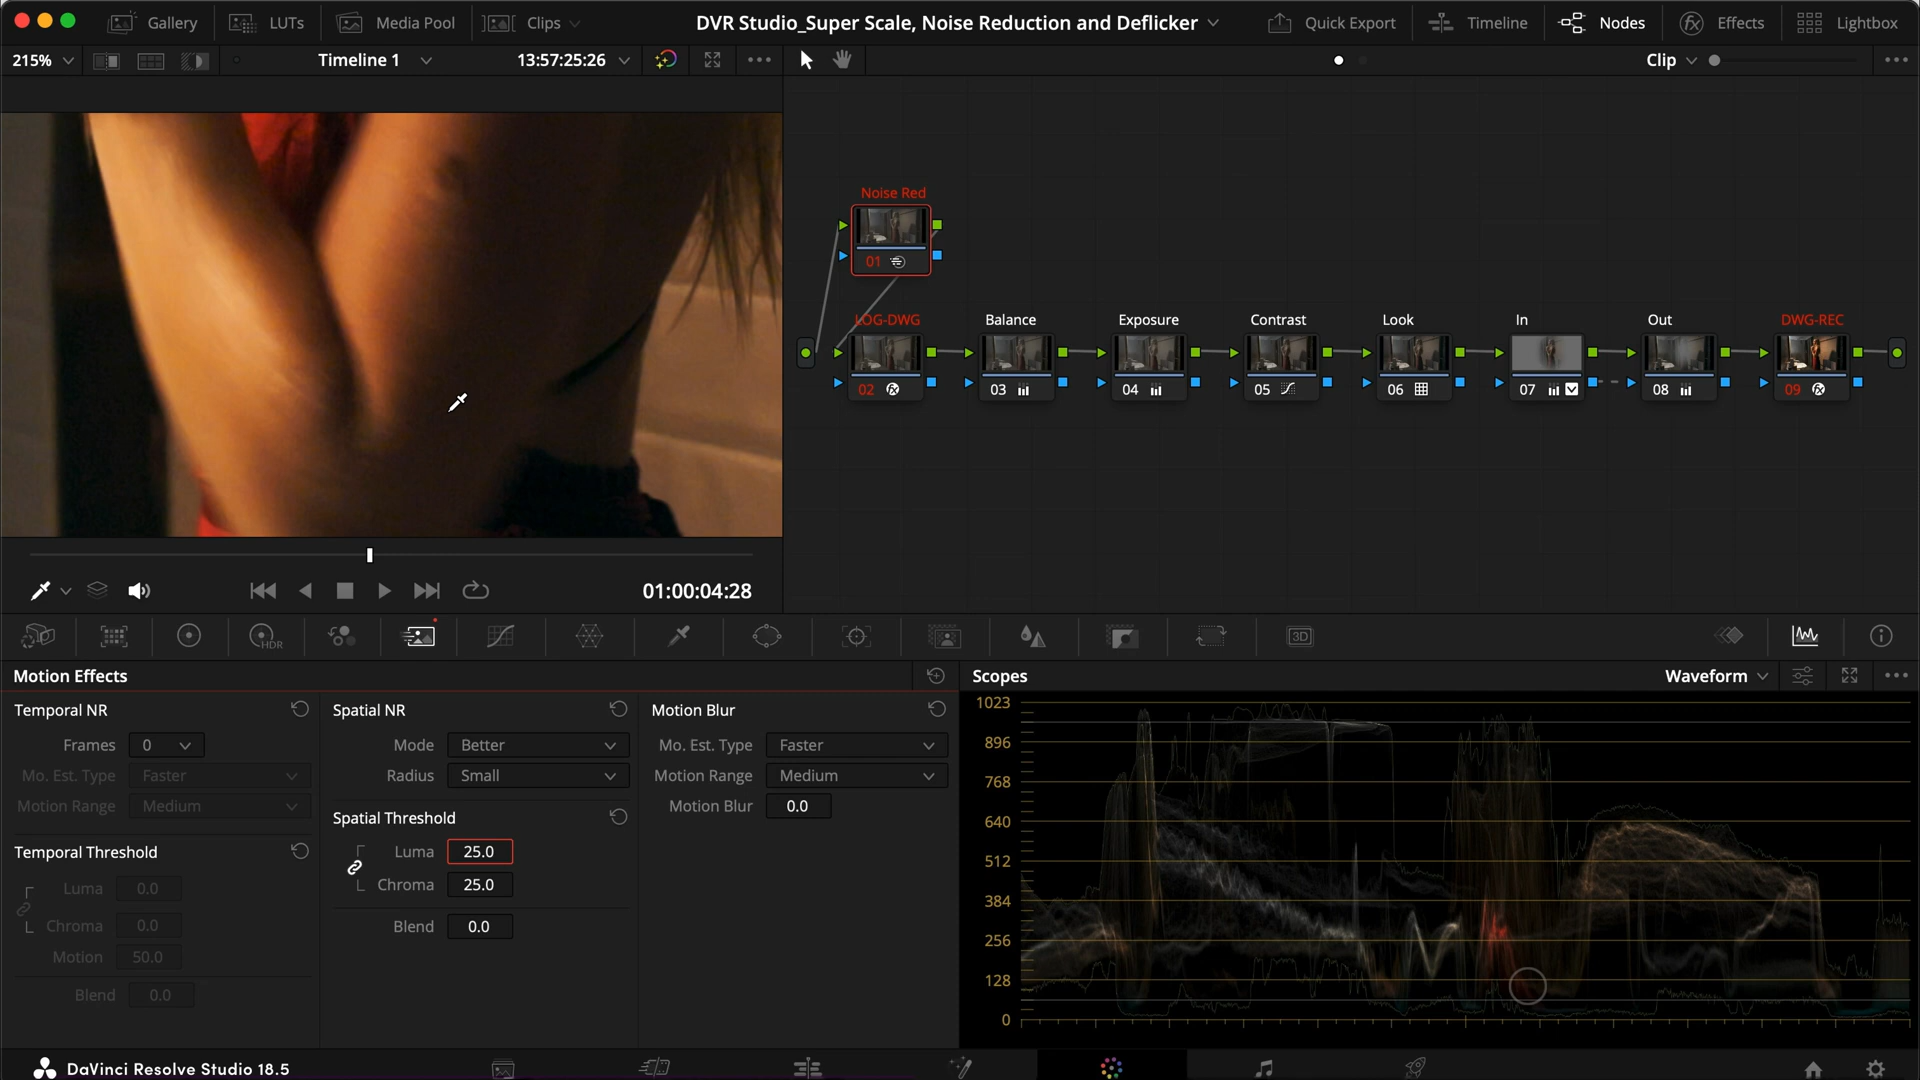 Gallery LUTs Media Pool Clips DVR Studio_Super Scale, Noise Reduction and Deflicker Quick Export Timeline Nodes Effects Lightbox
215% Timeline 1 13:57:25:26 Clip
Noise Red
01
LOG-DWG Balance Exposure Contrast Look In Out DWG-REC
02 03 04 05 06 07 08 09
01:00:04:28
HDR 3D
Motion Effects
Scopes Waveform
Temporal NR
Frames 0
Mo. Est. Type Faster
Motion Range Medium
Temporal Threshold
Luma 0.0
Chroma 0.0
Motion 50.0
Blend 0.0
Spatial NR
Mode Better
Radius Small
Spatial Threshold
Luma 25.0
Chroma 25.0
Blend 0.0
Motion Blur
Mo. Est. Type Faster
Motion Range Medium
Motion Blur 0.0
1023
896
768
640
512
384
256
128
0
DaVinci Resolve Studio 18.5